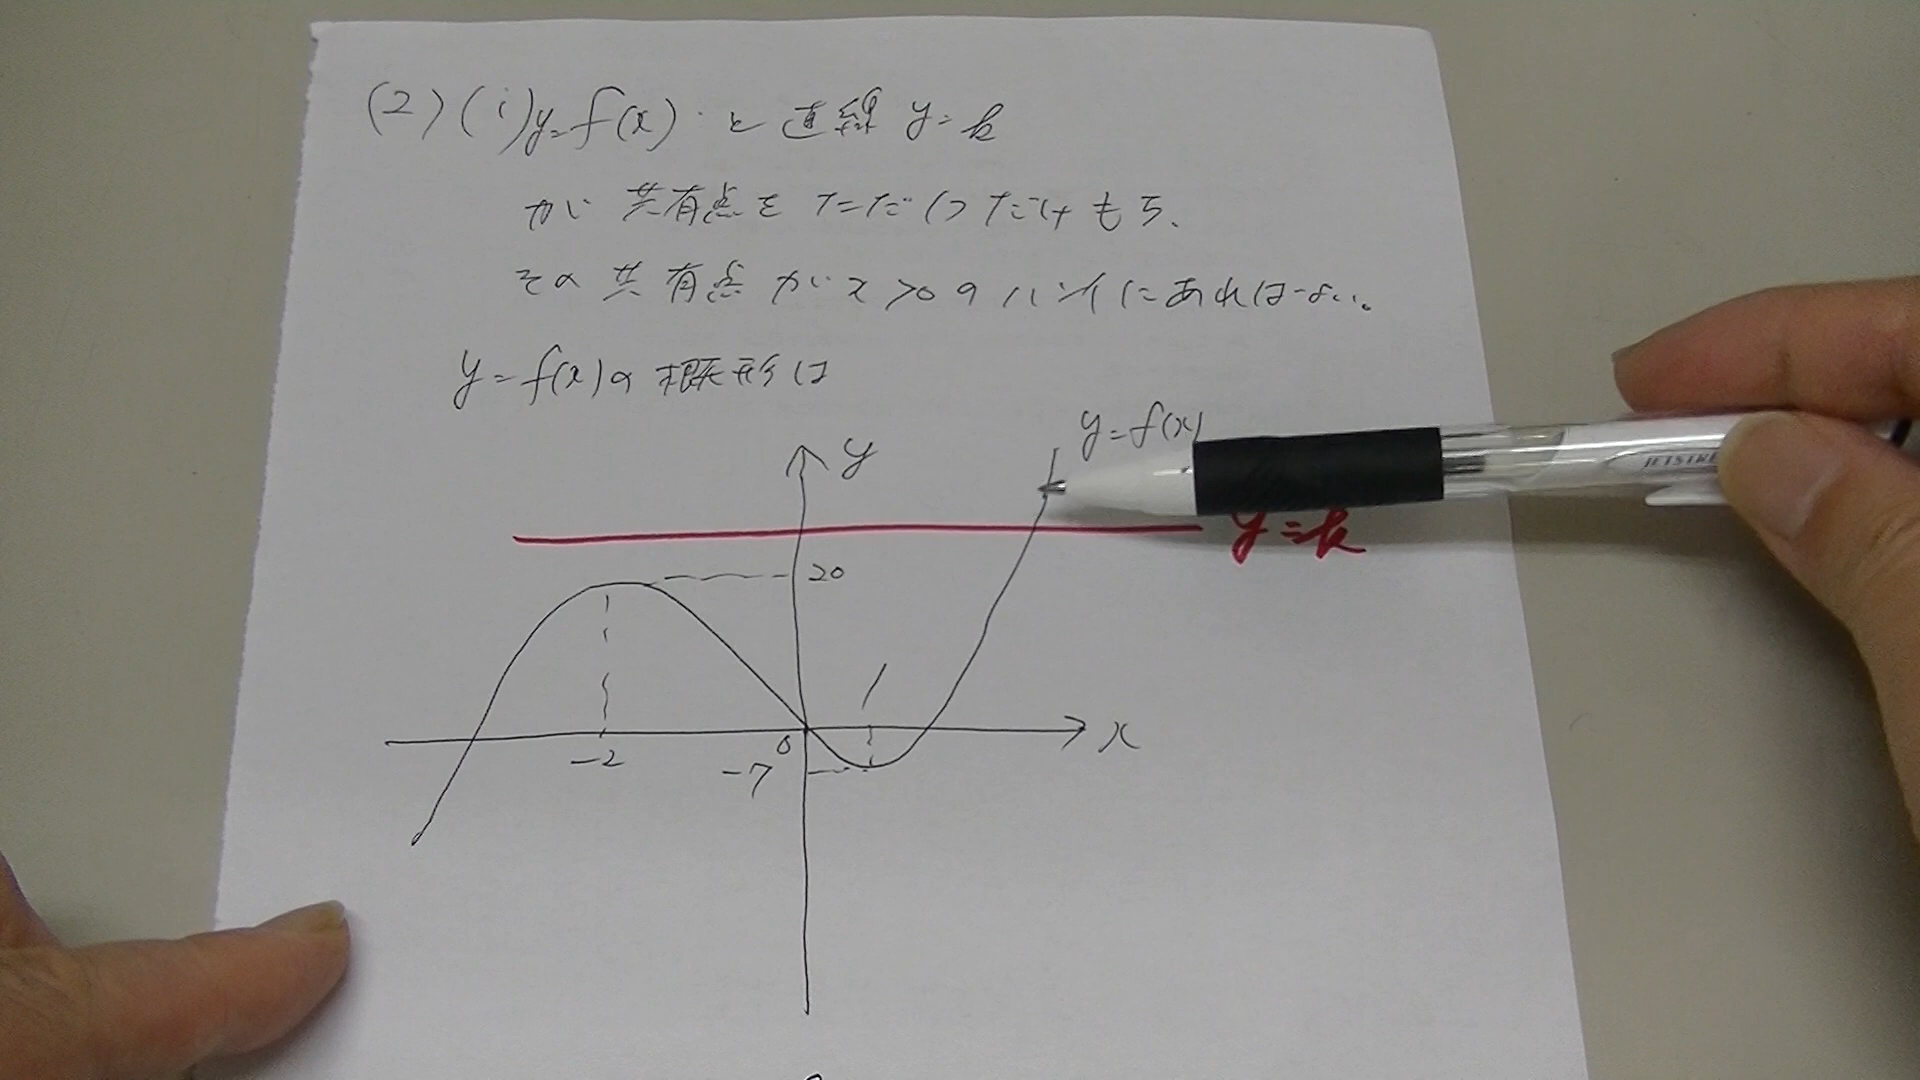 (2)(i)y=f(x)と直線 y=k
が共有点をただ1つだけもち、
その共有点がx>0のハンイにあればよい。
y=f(x)の概形は
y=f(x)
y
y=k
20
1
-2
0
-7
x